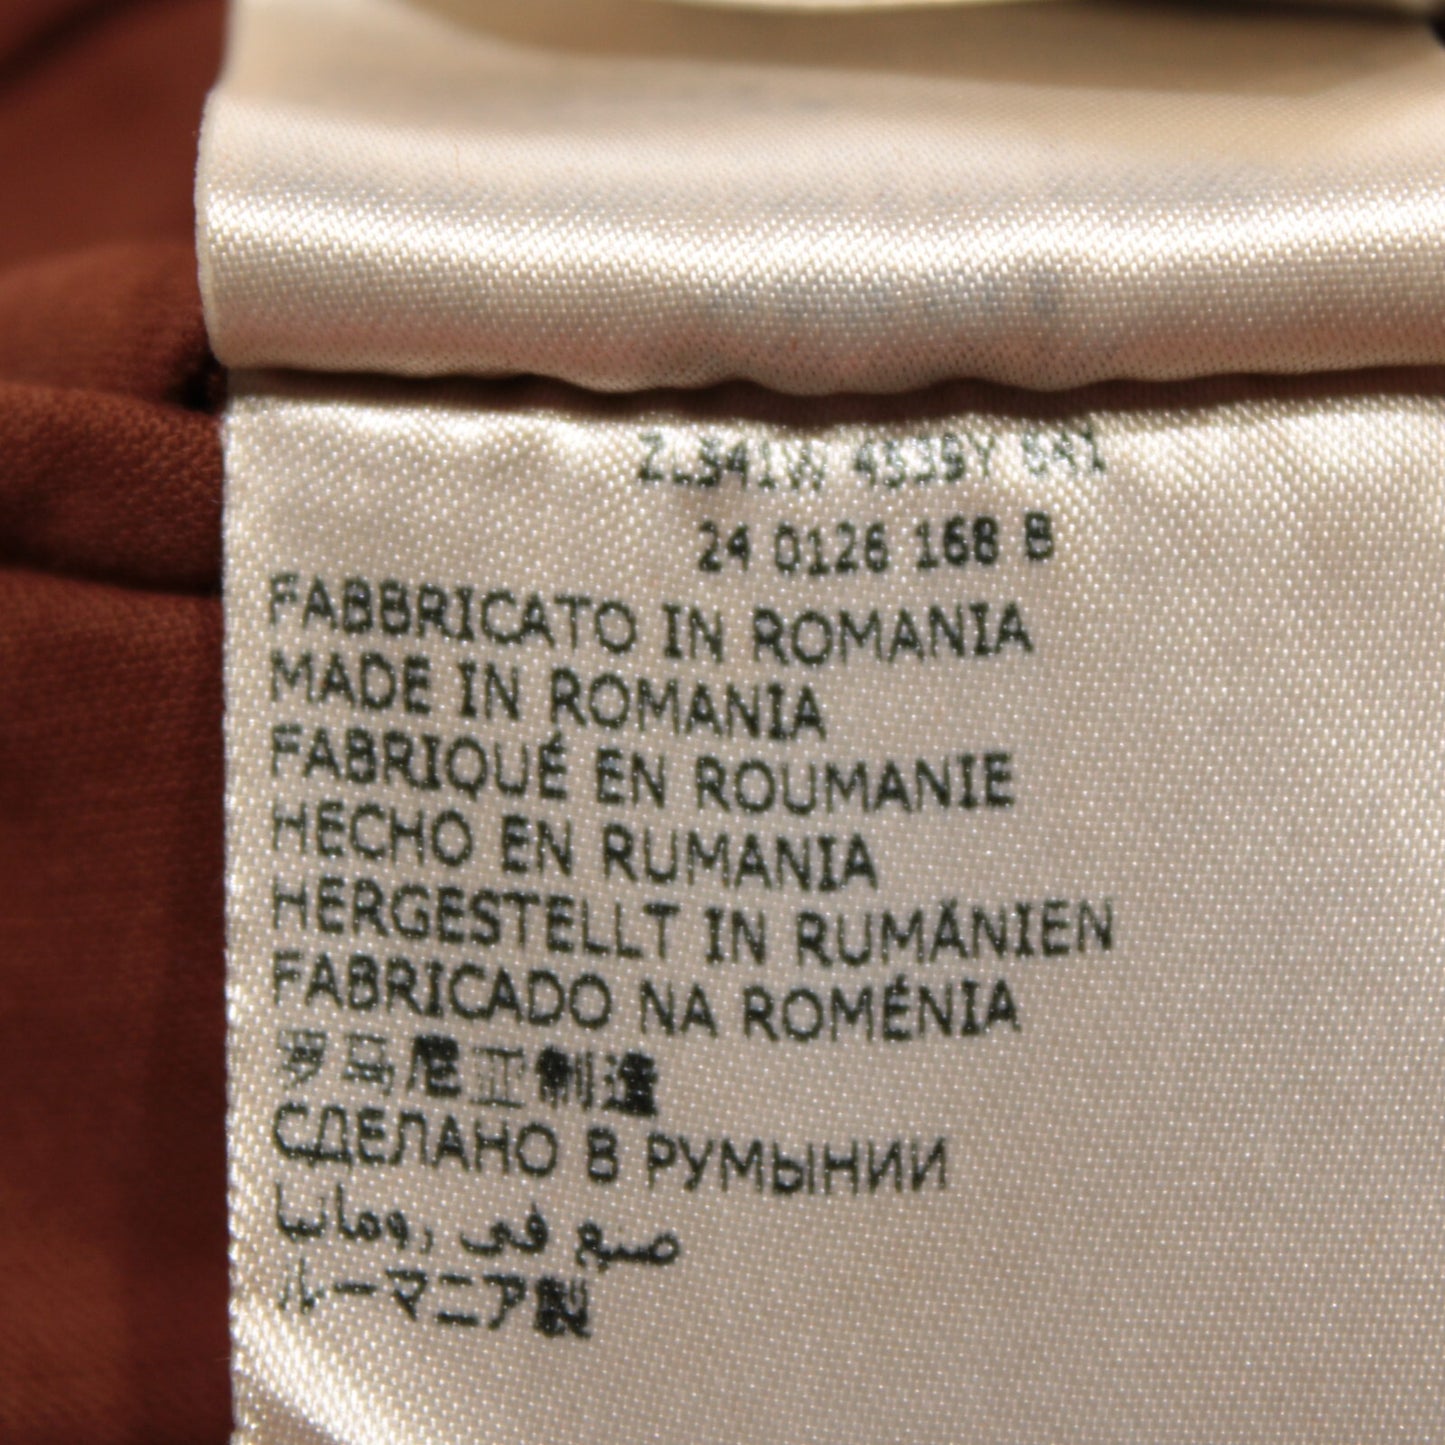 Z_341W 4539Y
24 0126 168 B
FABBRICATO IN ROMANIA
MADE IN ROMANIA
FABRIQUÉ EN ROUMANIE
HECHO EN RUMANIA
HERGESTELLT IN RUMÄNIEN
FABRICADO NA ROMÉNIA
罗马尼亚制造
СДЕЛАНО В РУМЫНИИ
صنع في رومانيا
ルーマニア製